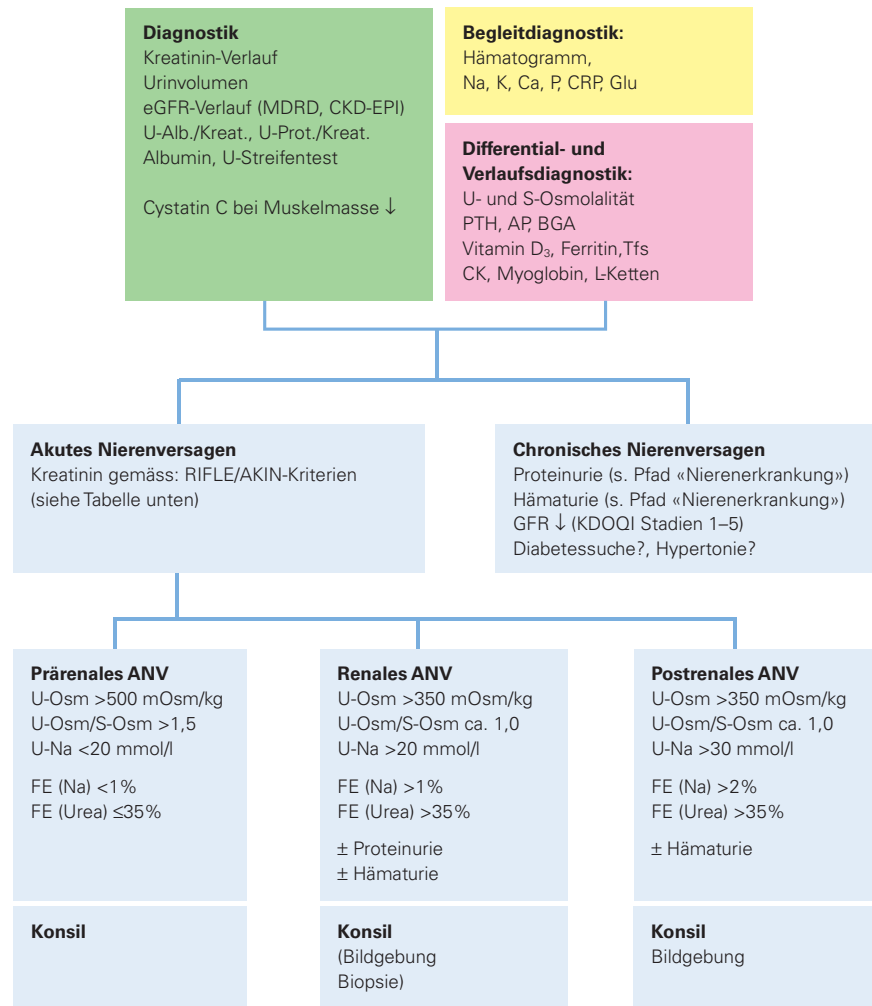 Diagnostik
Kreatinin-Verlauf
Urinvolumen
eGFR-Verlauf (MDRD, CKD-EPI)
U-Alb./Kreat., U-Prot./Kreat.
Albumin, U-Streifentest
Cystatin C bei Muskelmasse ↓
Begleitdiagnostik:
Hämatogramm,
Na, K, Ca, P, CRP, Glu
Differential- und
Verlaufsdiagnostik:
U- und S-Osmolalität
PTH, AP, BGA
Vitamin D₃, Ferritin,Tfs
CK, Myoglobin, L-Ketten
Akutes Nierenversagen
Kreatinin gemäss: RIFLE/AKIN-Kriterien
(siehe Tabelle unten)
Chronisches Nierenversagen
Proteinurie (s. Pfad «Nierenerkrankung»)
Hämaturie (s. Pfad «Nierenerkrankung»)
GFR ↓ (KDOQI Stadien 1–5)
Diabetessuche?, Hypertonie?
Prärenales ANV
U-Osm >500 mOsm/kg
U-Osm/S-Osm >1,5
U-Na <20 mmol/l
FE (Na) <1%
FE (Urea) ≤35%
Konsil
Renales ANV
U-Osm >350 mOsm/kg
U-Osm/S-Osm ca. 1,0
U-Na >20 mmol/l
FE (Na) >1%
FE (Urea) >35%
± Proteinurie
± Hämaturie
Konsil
(Bildgebung
Biopsie)
Postrenales ANV
U-Osm >350 mOsm/kg
U-Osm/S-Osm ca. 1,0
U-Na >30 mmol/l
FE (Na) >2%
FE (Urea) >35%
± Hämaturie
Konsil
Bildgebung